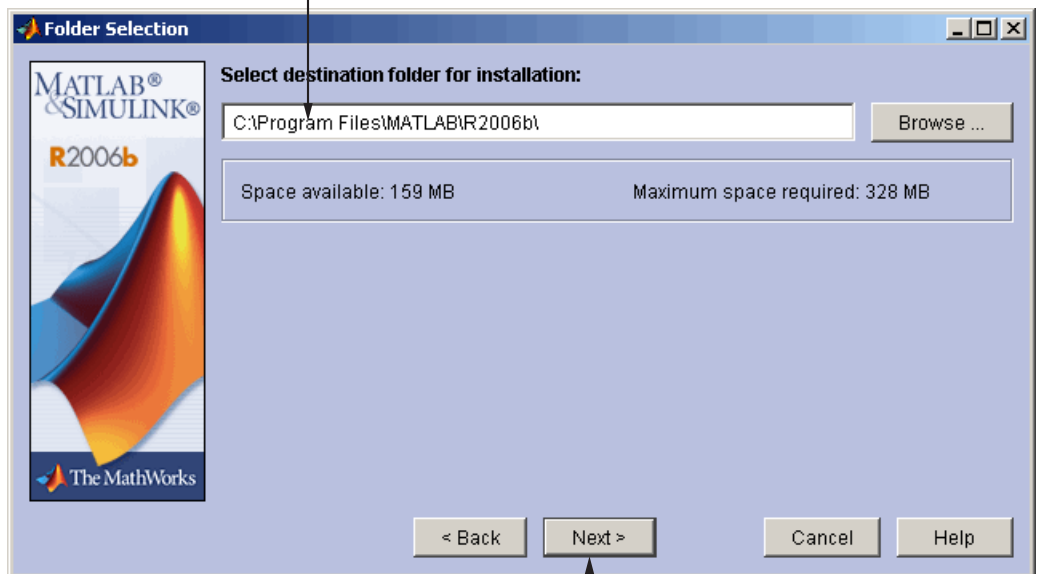 Folder Selection
MATLAB®
&SIMULINK®
R2006b
The MathWorks
Select destination folder for installation:
C:\Program Files\MATLAB\R2006b\
Browse ...
Space available: 159 MB
Maximum space required: 328 MB
< Back
Next >
Cancel
Help